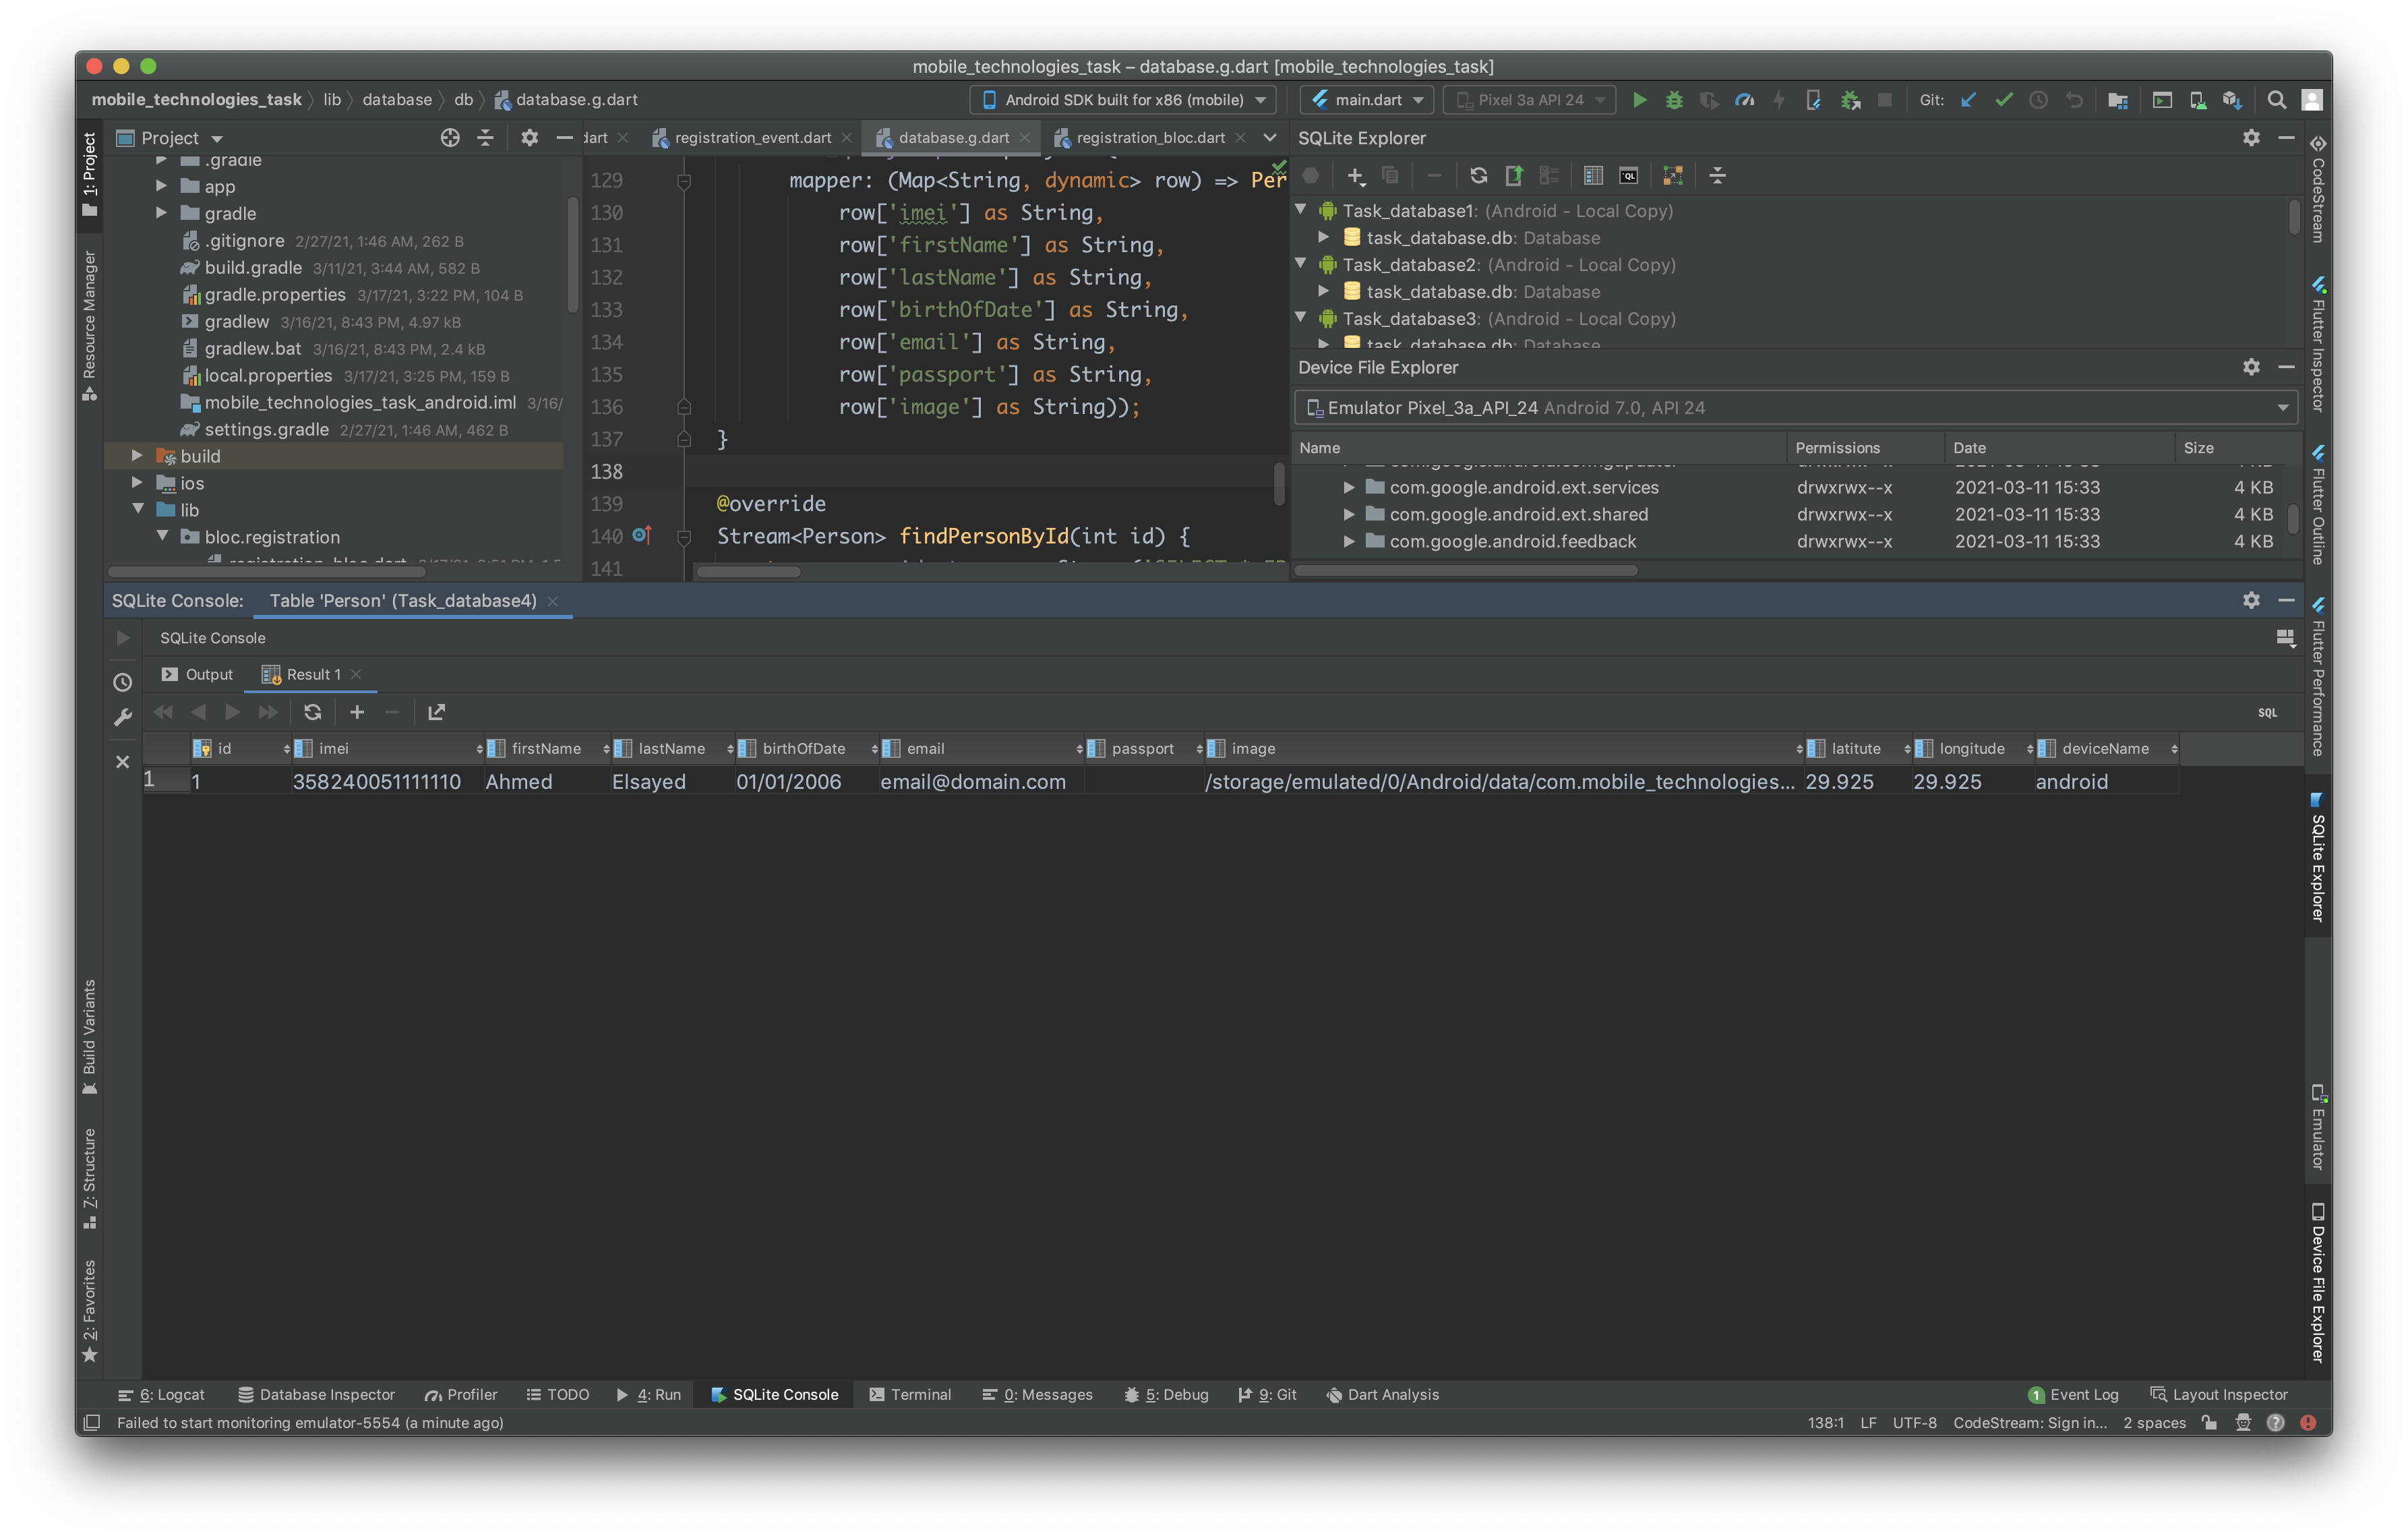 mobile_technologies_task – database.g.dart [mobile_technologies_task]
mobile_technologies_task lib database db database.g.dart
Android SDK built for x86 (mobile) main.dart Pixel 3a API 24 Git:
1: Project
Resource Manager
Build Variants
7: Structure
2: Favorites
Project
.gradle
app
gradle
.gitignore 2/27/21, 1:46 AM, 262 B
build.gradle 3/11/21, 3:44 AM, 582 B
gradle.properties 3/17/21, 3:22 PM, 104 B
gradlew 3/16/21, 8:43 PM, 4.97 kB
gradlew.bat 3/16/21, 8:43 PM, 2.4 kB
local.properties 3/17/21, 3:25 PM, 159 B
mobile_technologies_task_android.iml 3/16/
settings.gradle 2/27/21, 1:46 AM, 462 B
build
ios
lib
bloc.registration
dart registration_event.dart database.g.dart registration_bloc.dart
129 mapper: (Map<String, dynamic> row) => Per
130 row['imei'] as String,
131 row['firstName'] as String,
132 row['lastName'] as String,
133 row['birthOfDate'] as String,
134 row['email'] as String,
135 row['passport'] as String,
136 row['image'] as String));
137 }
138
139 @override
140 Stream<Person> findPersonById(int id) {
141
SQLite Explorer
Task_database1: (Android - Local Copy)
task_database.db: Database
Task_database2: (Android - Local Copy)
task_database.db: Database
Task_database3: (Android - Local Copy)
task_database.db: Database
Device File Explorer
Emulator Pixel_3a_API_24 Android 7.0, API 24
Name Permissions Date Size
com.google.android.ext.services drwxrwx--x 2021-03-11 15:33 4 KB
com.google.android.ext.shared drwxrwx--x 2021-03-11 15:33 4 KB
com.google.android.feedback drwxrwx--x 2021-03-11 15:33 4 KB
CodeStream
Flutter Inspector
Flutter Outline
Flutter Performance
SQLite Explorer
Emulator
Device File Explorer
SQLite Console: Table 'Person' (Task_database4)
SQLite Console
Output Result 1
SQL
id imei firstName lastName birthOfDate email passport image latitute longitude deviceName
1 1 358240051111110 Ahmed Elsayed 01/01/2006 email@domain.com /storage/emulated/0/Android/data/com.mobile_technologies... 29.925 29.925 android
6: Logcat Database Inspector Profiler TODO 4: Run SQLite Console Terminal 0: Messages 5: Debug 9: Git Dart Analysis 1 Event Log Layout Inspector
Failed to start monitoring emulator-5554 (a minute ago) 138:1 LF UTF-8 CodeStream: Sign in... 2 spaces